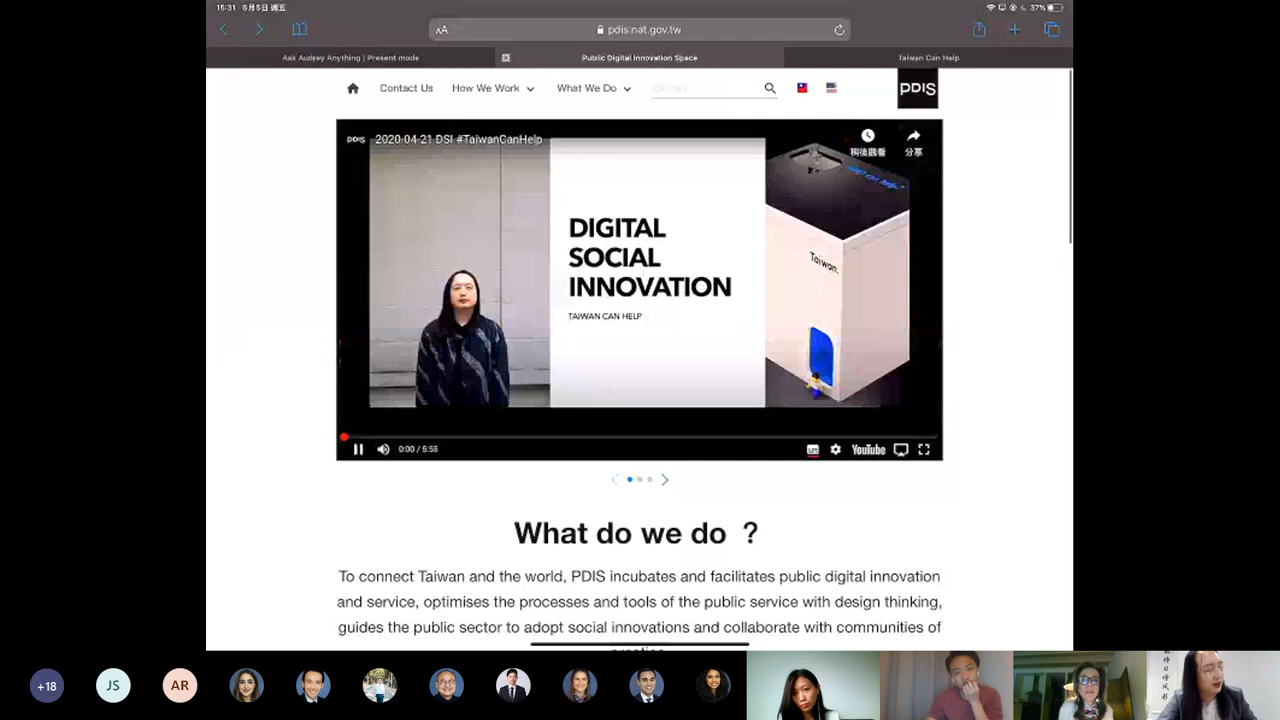 15:31 6月5日 週五
37%
AA
pdis.nat.gov.tw
Ask Audrey Anything | Present mode
Public Digital Innovation Space
Taiwan Can Help
Contact Us
How We Work
What We Do
PDIS
PDIS 2020-04-21 DSI #TaiwanCanHelp
稍後觀看
分享
DIGITAL
SOCIAL
INNOVATION
TAIWAN CAN HELP
Taiwan.
0:00 / 5:55
YouTube
What do we do ?
To connect Taiwan and the world, PDIS incubates and facilitates public digital innovation
and service, optimises the processes and tools of the public service with design thinking,
guides the public sector to adopt social innovations and collaborate with communities of
practice
+18
JS
AR